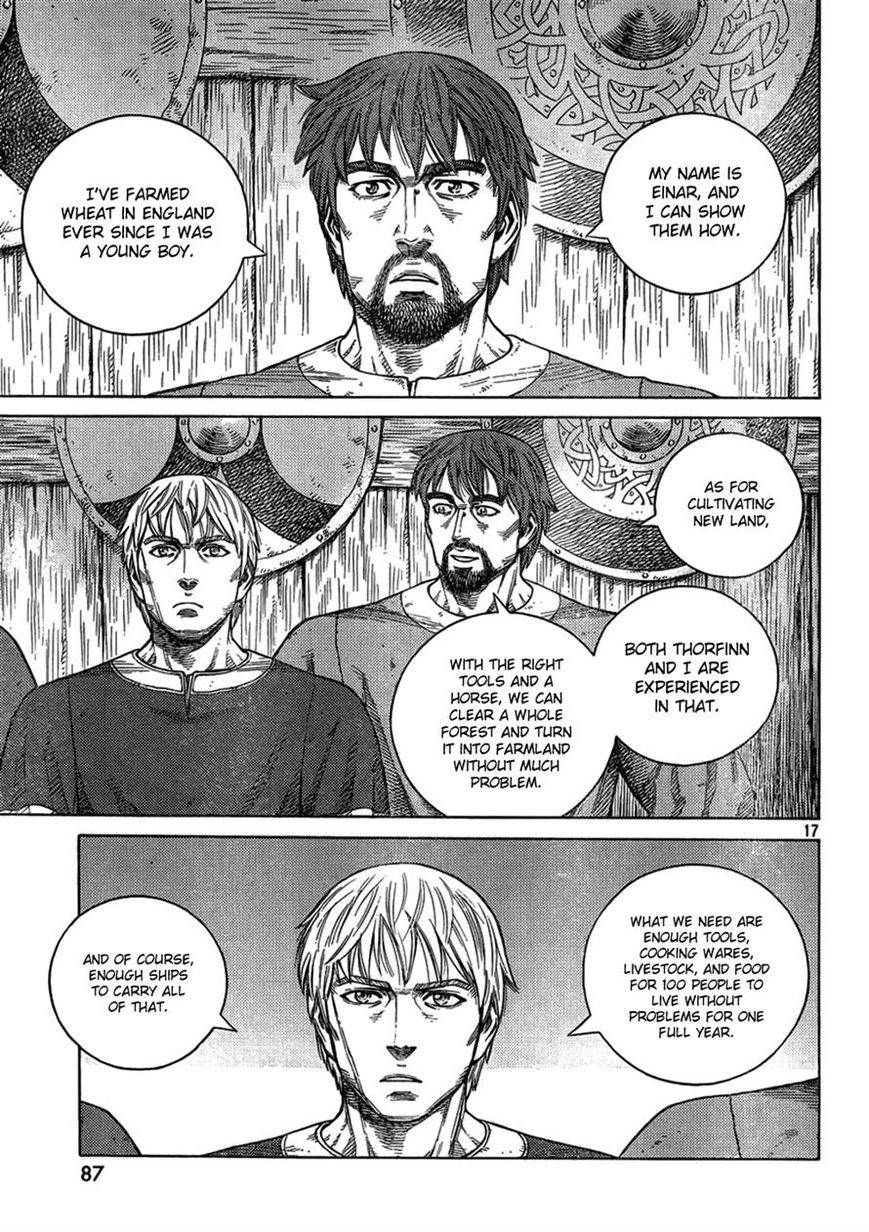 MY NAME IS
EINAR, AND
I CAN SHOW
THEM HOW.
I'VE FARMED
WHEAT IN ENGLAND
EVER SINCE I WAS
A YOUNG BOY.
AS FOR
CULTIVATING
NEW LAND,
BOTH THORFINN
AND I ARE
EXPERIENCED
IN THAT.
WITH THE RIGHT
TOOLS AND A
HORSE, WE CAN
CLEAR A WHOLE
FOREST AND TURN
IT INTO FARMLAND
WITHOUT MUCH
PROBLEM.
17
WHAT WE NEED ARE
ENOUGH TOOLS,
COOKING WARES,
LIVESTOCK, AND FOOD
FOR 100 PEOPLE TO
LIVE WITHOUT
PROBLEMS FOR ONE
FULL YEAR.
AND OF COURSE,
ENOUGH SHIPS
TO CARRY ALL
OF THAT.
87